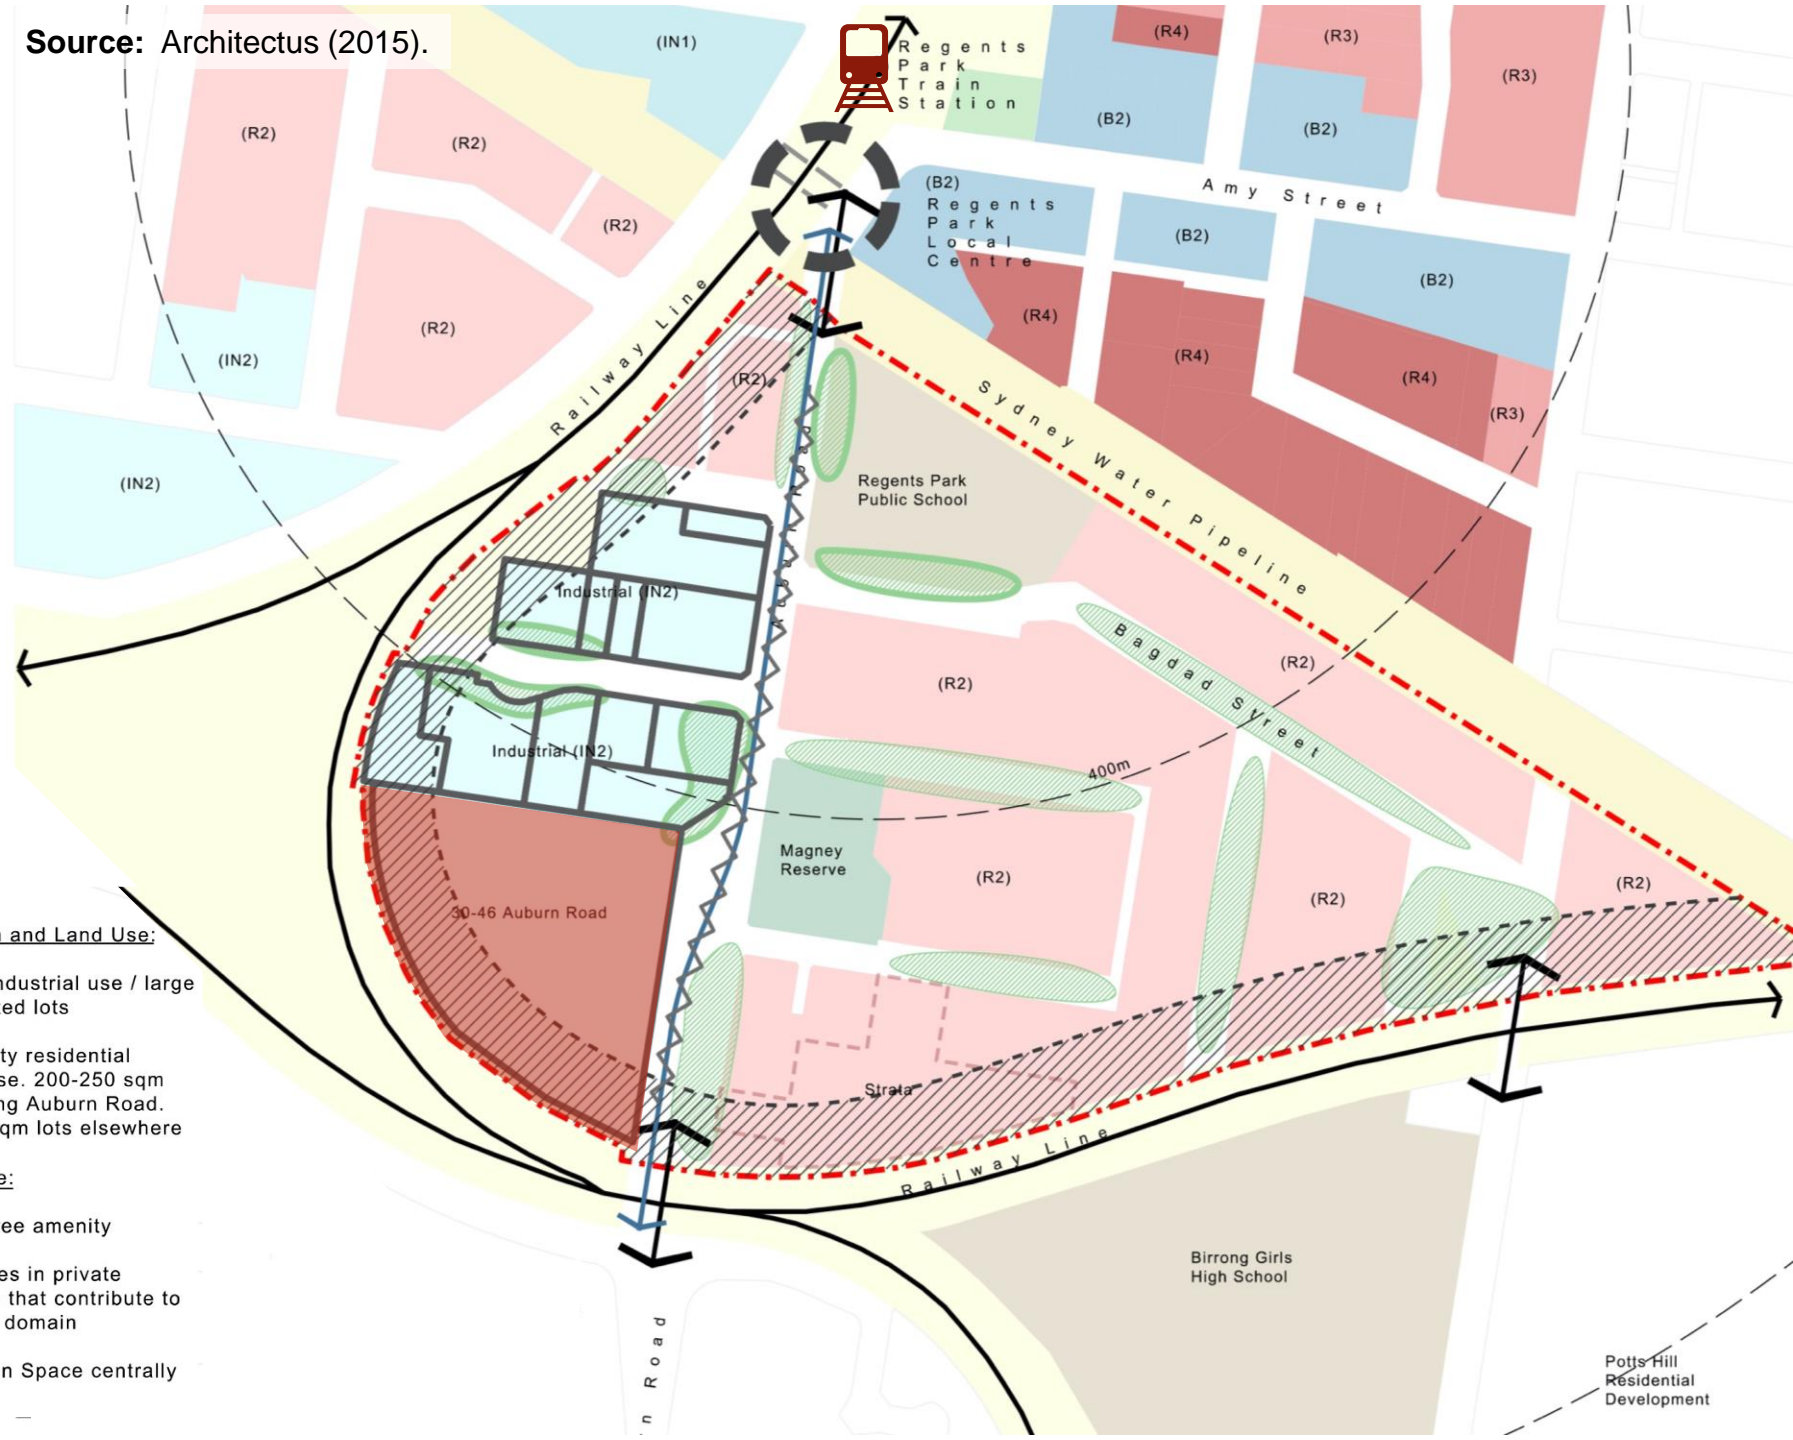 Source: Architectus (2015).
(IN1)
Regents
Park
Train
Station
(R4)
(R3)
(R3)
(B2)
(B2)
(R2)
(R2)
(R2)
(R2)
(IN2)
(IN2)
Amy Street
(B2)
Regents
Park
Local
Centre
(B2)
(B2)
(R4)
(R4)
(R4)
(R3)
Railway Line
(R2)
Sydney Water Pipeline
Regents Park
Public School
Industrial (IN2)
Industrial (IN2)
Auburn Road
(R2)
(R2)
Bagdad Street
400m
Magney
Reserve
(R2)
(R2)
(R2)
30-46 Auburn Road
Strata
Railway Line
Birrong Girls
High School
Potts Hill
Residential
Development
n Road
and Land Use:
ndustrial use / large
ted lots
ty residential
se. 200-250 sqm
ng Auburn Road.
qm lots elsewhere
e:
ree amenity
es in private
that contribute to
domain
n Space centrally